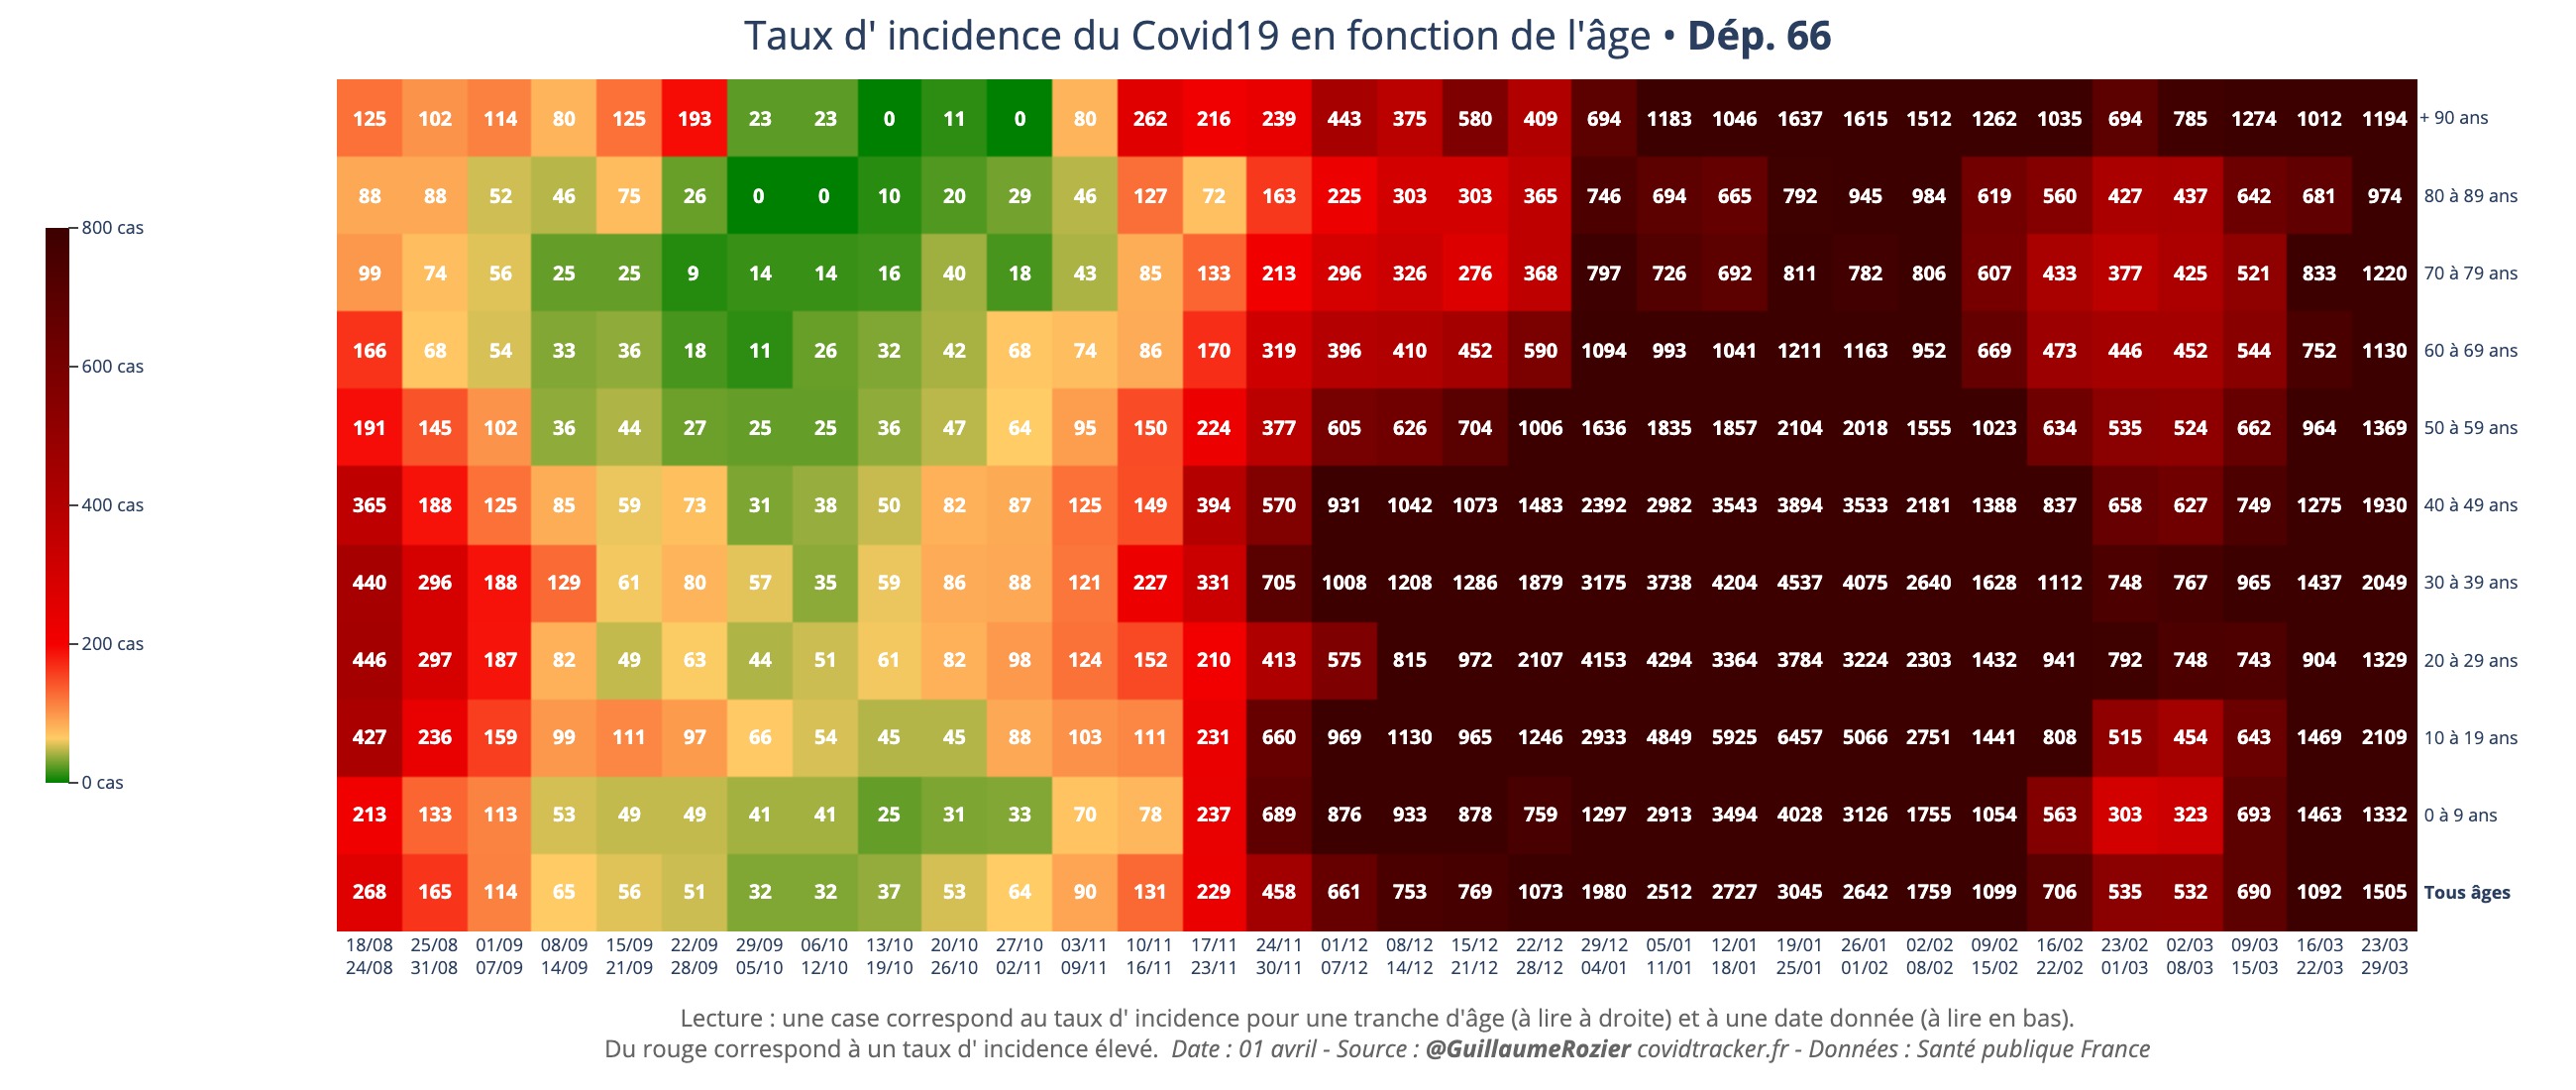 Taux d' incidence du Covid19 en fonction de l'âge • Dép. 66
125 102 114 80 125 193 23 23 0 11 0 80 262 216 239 443 375 580 409 694 1183 1046 1637 1615 1512 1262 1035 694 785 1274 1012 1194 + 90 ans
88 88 52 46 75 26 0 0 10 20 29 46 127 72 163 225 303 303 365 746 694 665 792 945 984 619 560 427 437 642 681 974 80 à 89 ans
800 cas
99 74 56 25 25 9 14 14 16 40 18 43 85 133 213 296 326 276 368 797 726 692 811 782 806 607 433 377 425 521 833 1220 70 à 79 ans
166 68 54 33 36 18 11 26 32 42 68 74 86 170 319 396 410 452 590 1094 993 1041 1211 1163 952 669 473 446 452 544 752 1130 60 à 69 ans
600 cas
191 145 102 36 44 27 25 25 36 47 64 95 150 224 377 605 626 704 1006 1636 1835 1857 2104 2018 1555 1023 634 535 524 662 964 1369 50 à 59 ans
400 cas
365 188 125 85 59 73 31 38 50 82 87 125 149 394 570 931 1042 1073 1483 2392 2982 3543 3894 3533 2181 1388 837 658 627 749 1275 1930 40 à 49 ans
440 296 188 129 61 80 57 35 59 86 88 121 227 331 705 1008 1208 1286 1879 3175 3738 4204 4537 4075 2640 1628 1112 748 767 965 1437 2049 30 à 39 ans
200 cas
446 297 187 82 49 63 44 51 61 82 98 124 152 210 413 575 815 972 2107 4153 4294 3364 3784 3224 2303 1432 941 792 748 743 904 1329 20 à 29 ans
427 236 159 99 111 97 66 54 45 45 88 103 111 231 660 969 1130 965 1246 2933 4849 5925 6457 5066 2751 1441 808 515 454 643 1469 2109 10 à 19 ans
0 cas
213 133 113 53 49 49 41 41 25 31 33 70 78 237 689 876 933 878 759 1297 2913 3494 4028 3126 1755 1054 563 303 323 693 1463 1332 0 à 9 ans
268 165 114 65 56 51 32 32 37 53 64 90 131 229 458 661 753 769 1073 1980 2512 2727 3045 2642 1759 1099 706 535 532 690 1092 1505 Tous âges
18/08 25/08 01/09 08/09 15/09 22/09 29/09 06/10 13/10 20/10 27/10 03/11 10/11 17/11 24/11 01/12 08/12 15/12 22/12 29/12 05/01 12/01 19/01 26/01 02/02 09/02 16/02 23/02 02/03 09/03 16/03 23/03
24/08 31/08 07/09 14/09 21/09 28/09 05/10 12/10 19/10 26/10 02/11 09/11 16/11 23/11 30/11 07/12 14/12 21/12 28/12 04/01 11/01 18/01 25/01 01/02 08/02 15/02 22/02 01/03 08/03 15/03 22/03 29/03
Lecture : une case correspond au taux d' incidence pour une tranche d'âge (à lire à droite) et à une date donnée (à lire en bas).
Du rouge correspond à un taux d' incidence élevé. Date : 01 avril - Source : @GuillaumeRozier covidtracker.fr - Données : Santé publique France